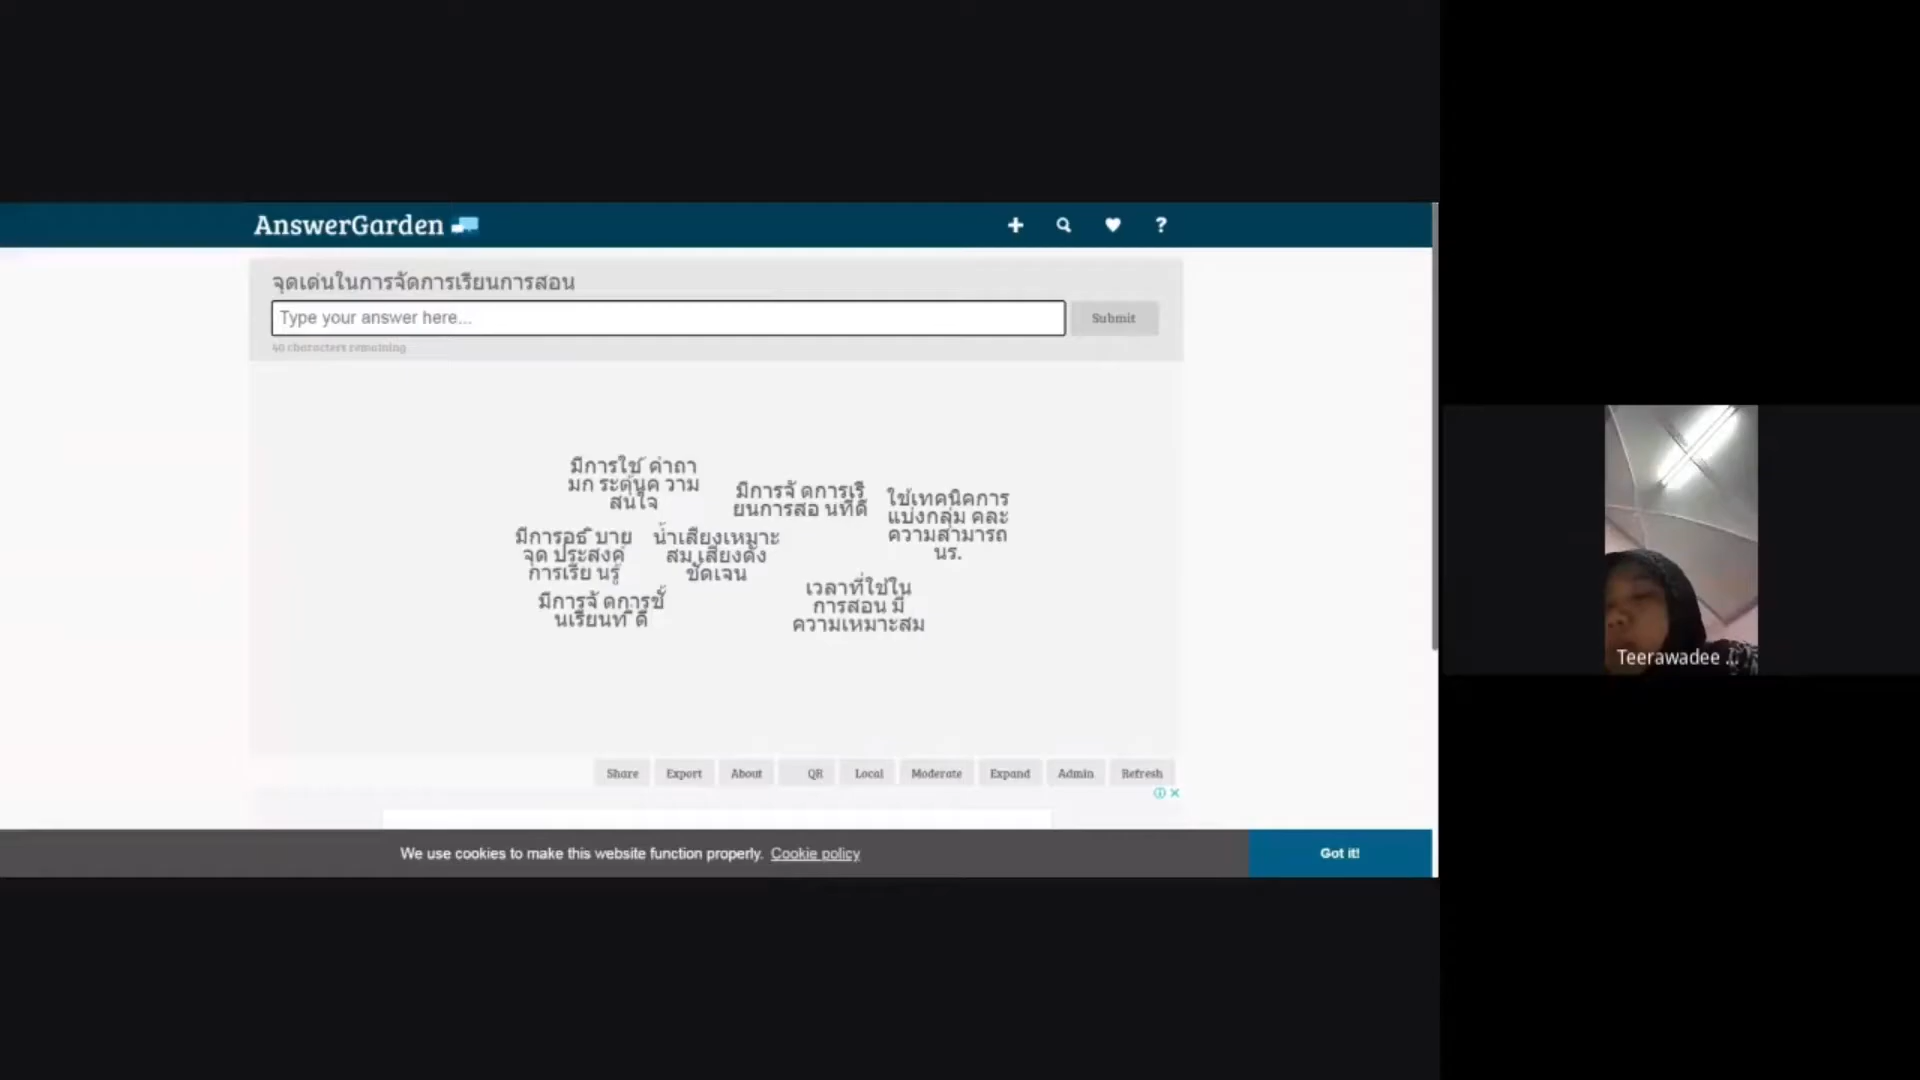 AnswerGarden
จุดเด่นในการจัดการเรียนการสอน
Type your answer here...
Submit
40 characters remaining
มีการใช้ คำถา
มก ระตุ้นค วาม
สนใจ
มีการจั ดการเรี
ยนการสอ นที่ดี
ใช้เทคนิคการ
แบ่งกลุ่ม คละ
ความสามารถ
นร.
มีการอธิ บาย
จุด ประสงค์
การเรีย นรู้
น้ำเสียงเหมาะ
สม เสียงดัง
ชัดเจน
มีการจั ดการชั้
นเรียนที่ ดี
เวลาที่ใช้ใน
การสอน มี
ความเหมาะสม
Share Export About QR Local Moderate Expand Admin Refresh
We use cookies to make this website function properly. Cookie policy
Got it!
Teerawadee ...